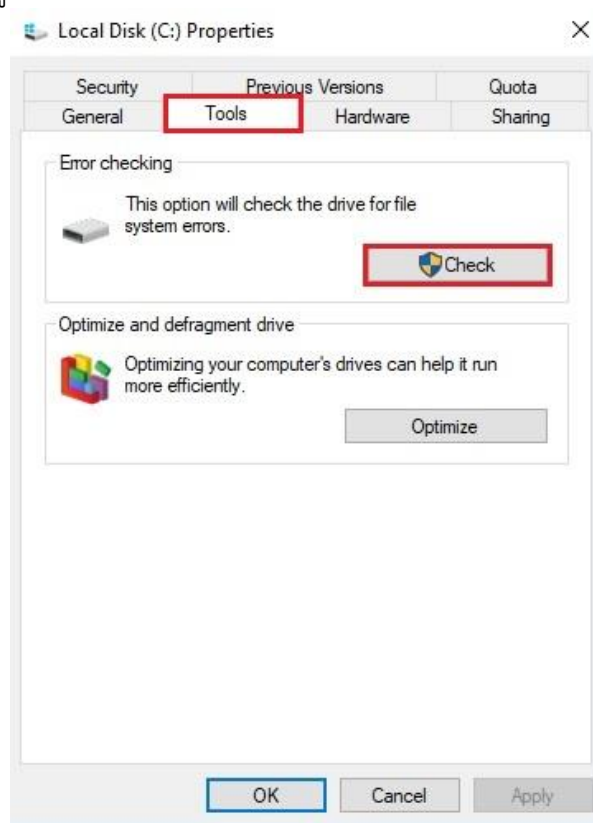 Local Disk (C:) Properties
Security Previous Versions Quota
General Tools Hardware Sharing
Error checking
This option will check the drive for file
system errors.
Check
Optimize and defragment drive
Optimizing your computer's drives can help it run
more efficiently.
Optimize
OK Cancel Apply